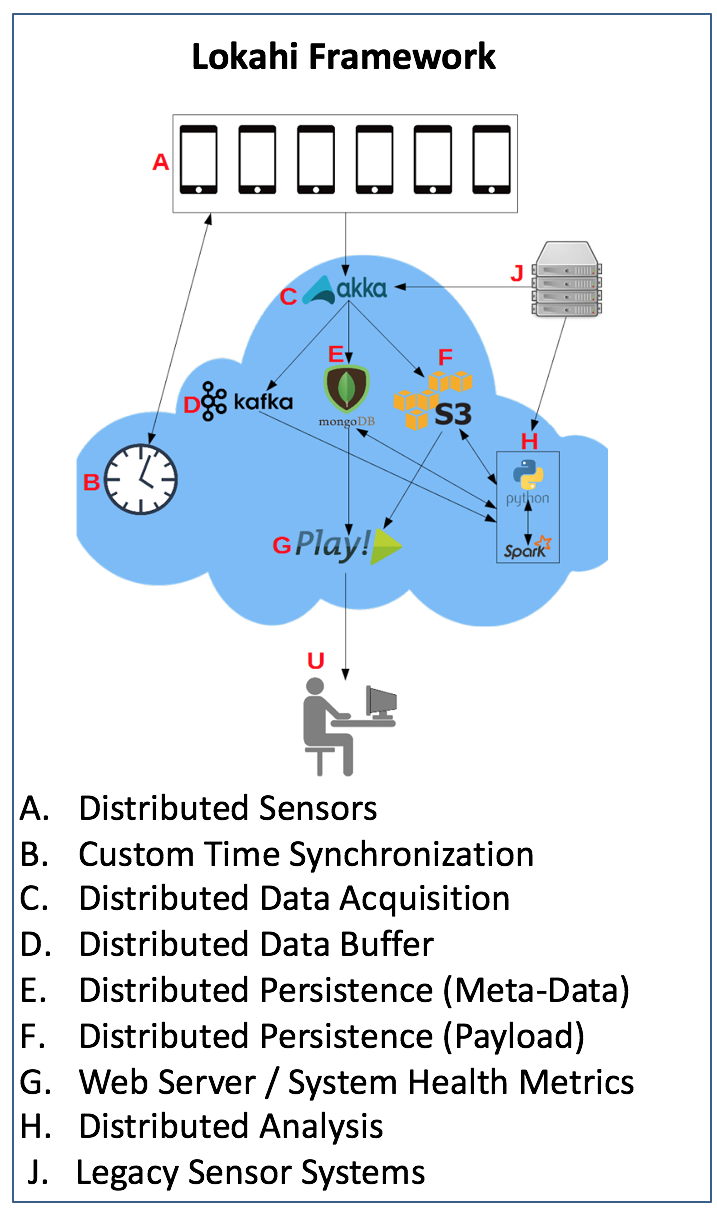 Lokahi Framework
A
J
C
akka
E
F
D
kafka
mongoDB
S3
H
B
python
G
Play!
Spark
U
A. Distributed Sensors
B. Custom Time Synchronization
C. Distributed Data Acquisition
D. Distributed Data Buffer
E. Distributed Persistence (Meta-Data)
F. Distributed Persistence (Payload)
G. Web Server / System Health Metrics
H. Distributed Analysis
J. Legacy Sensor Systems